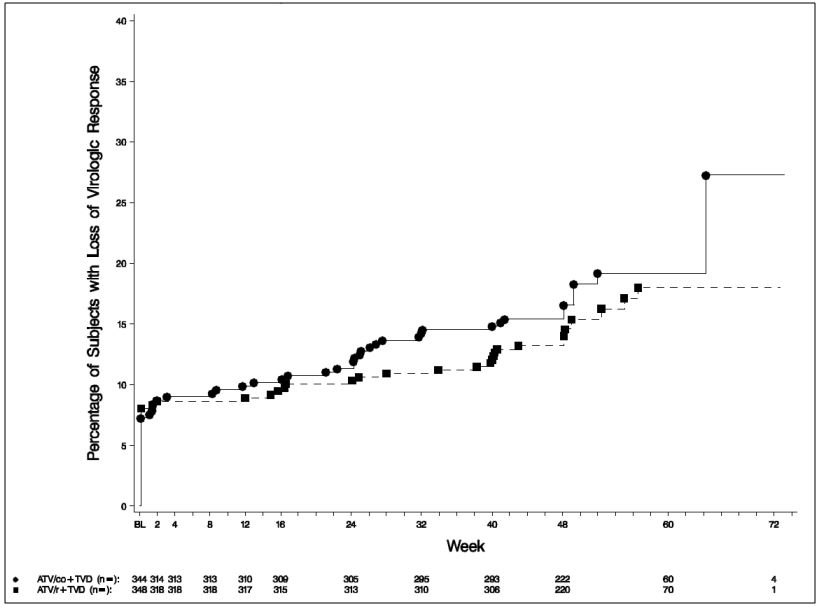 Percentage of Subjects with Loss of Virologic Response
40
35
30
25
20
15
10
5
0
BL 2 4 8 12 16 24 32 40 48 60 72
Week
ATV/co+TVD (n=): 344 314 313 313 310 309 305 295 293 222 60 4
ATV/r+TVD (n=): 348 318 318 318 317 315 313 310 306 220 70 1